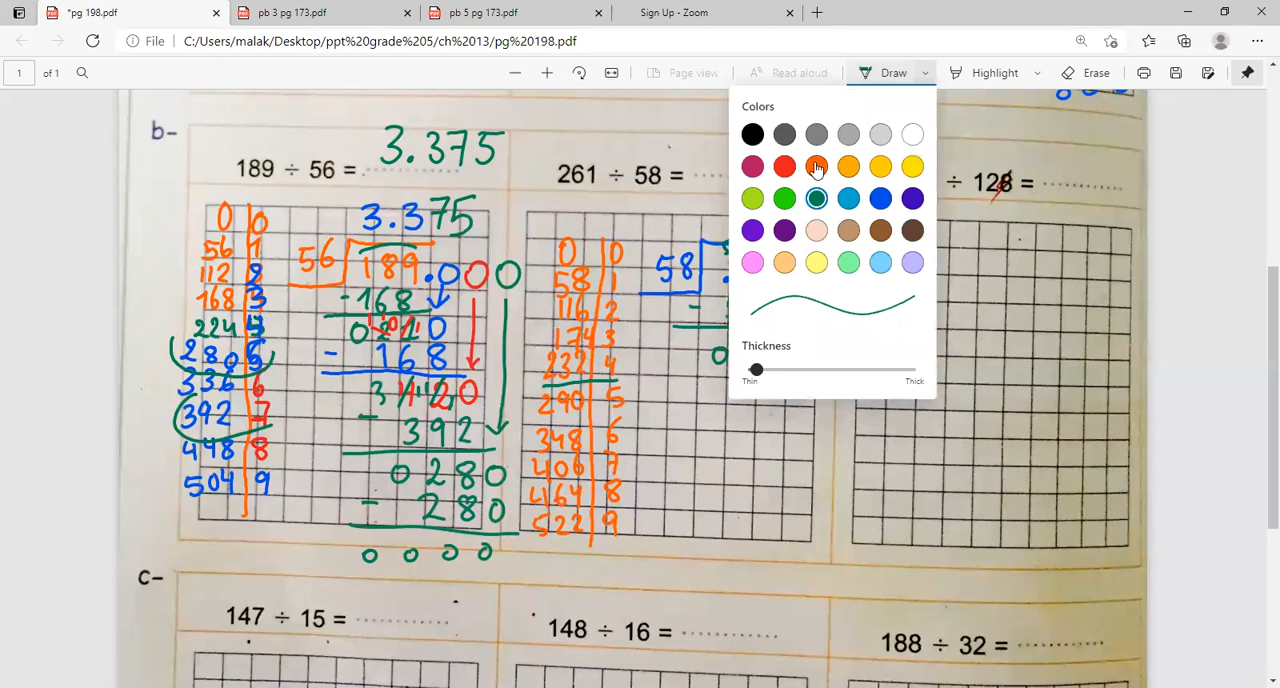 *pg 198.pdf
pb 3 pg 173.pdf
pb 5 pg 173.pdf
Sign Up - Zoom
File C:/Users/malak/Desktop/ppt%20grade%205/ch%2013/pg%20198.pdf
1 of 1
Page view
Read aloud
Draw
Highlight
Erase
Colors
Thickness
Thin Thick
b-
189 ÷ 56 = 3.375
0 0
56 1
112 2
168 3
224 4
280 5
336 6
392 7
448 8
504 9
3.375
56 189.000
-168
0210
- 168
3 1120
- 392
0280
- 280
0000
261 ÷ 58 =
0 0
58 1
116 2
174 3
232 4
290 5
348 6
406 7
464 8
522 9
58
-
0
÷ 128 =
c-
147 ÷ 15 =
148 ÷ 16 =
188 ÷ 32 =